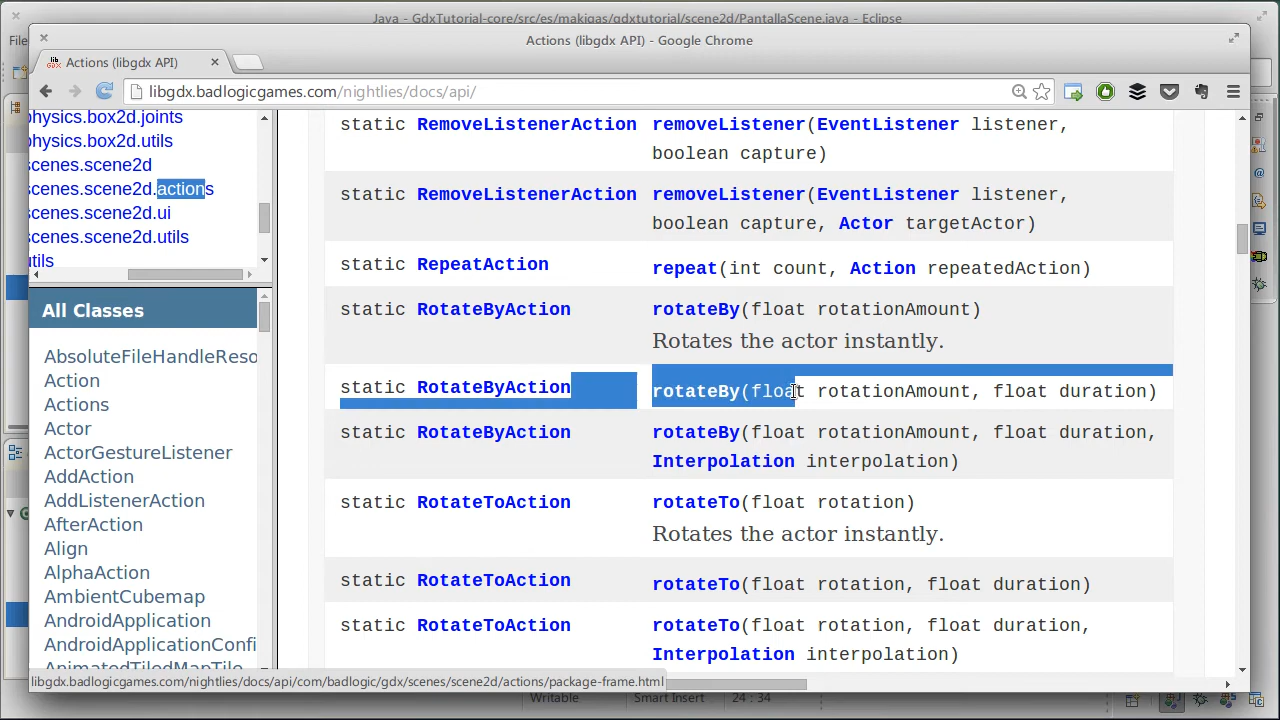 Java - GdxTutorial-core/src/es/makigas/gdxtutorial/scene2d/PantallaScene.java - Eclipse
File
Actions (libgdx API) - Google Chrome
Actions (libgdx API)
libgdx.badlogicgames.com/nightlies/docs/api/
physics.box2d.joints
physics.box2d.utils
scenes.scene2d
scenes.scene2d.actions
scenes.scene2d.ui
scenes.scene2d.utils
utils
All Classes
AbsoluteFileHandleReso
Action
Actions
Actor
ActorGestureListener
AddAction
AddListenerAction
AfterAction
Align
AlphaAction
AmbientCubemap
AndroidApplication
AndroidApplicationConfi
AnimatedTiledMapTile
static RemoveListenerAction removeListener(EventListener listener,
boolean capture)
static RemoveListenerAction removeListener(EventListener listener,
boolean capture, Actor targetActor)
static RepeatAction repeat(int count, Action repeatedAction)
static RotateByAction rotateBy(float rotationAmount)
Rotates the actor instantly.
static RotateByAction rotateBy(float rotationAmount, float duration)
static RotateByAction rotateBy(float rotationAmount, float duration,
Interpolation interpolation)
static RotateToAction rotateTo(float rotation)
Rotates the actor instantly.
static RotateToAction rotateTo(float rotation, float duration)
static RotateToAction rotateTo(float rotation, float duration,
Interpolation interpolation)
libgdx.badlogicgames.com/nightlies/docs/api/com/badlogic/gdx/scenes/scene2d/actions/package-frame.html
Writable Smart Insert 24 : 34